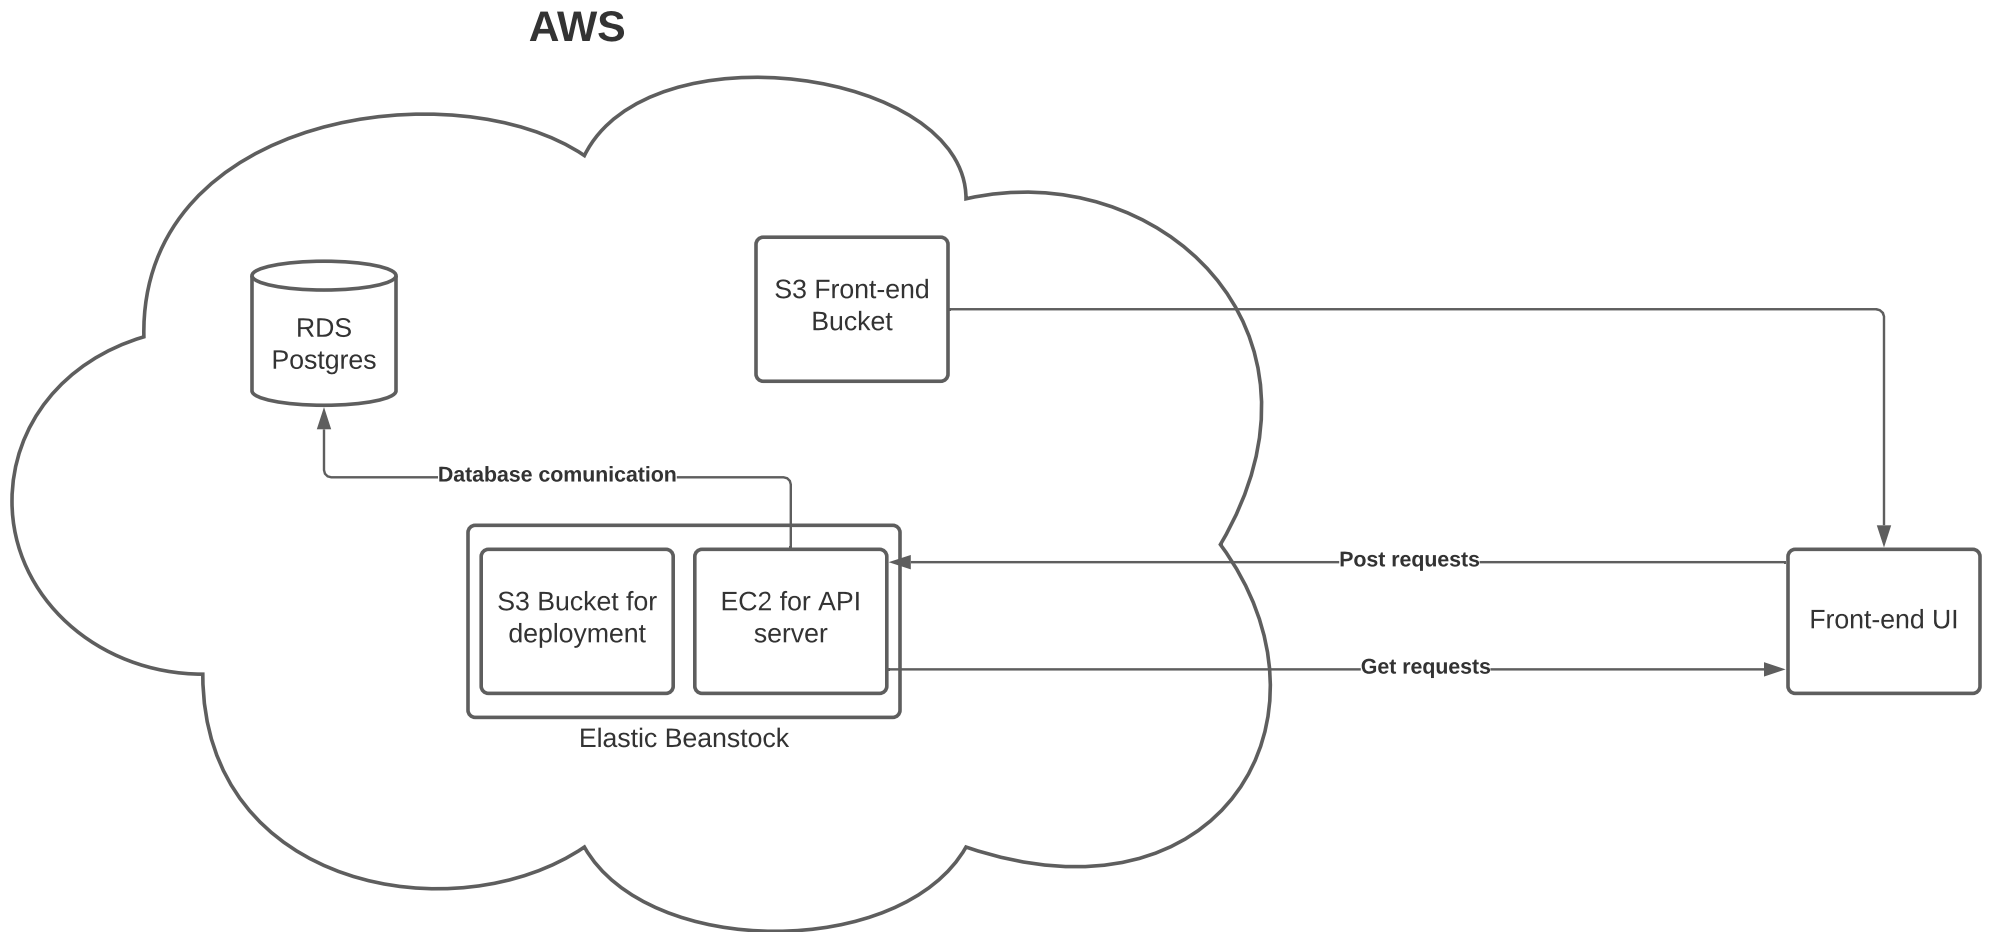 AWS
S3 Front-end
Bucket
RDS
Postgres
Database comunication
Post requests
S3 Bucket for
deployment
EC2 for API
server
Front-end UI
Get requests
Elastic Beanstock